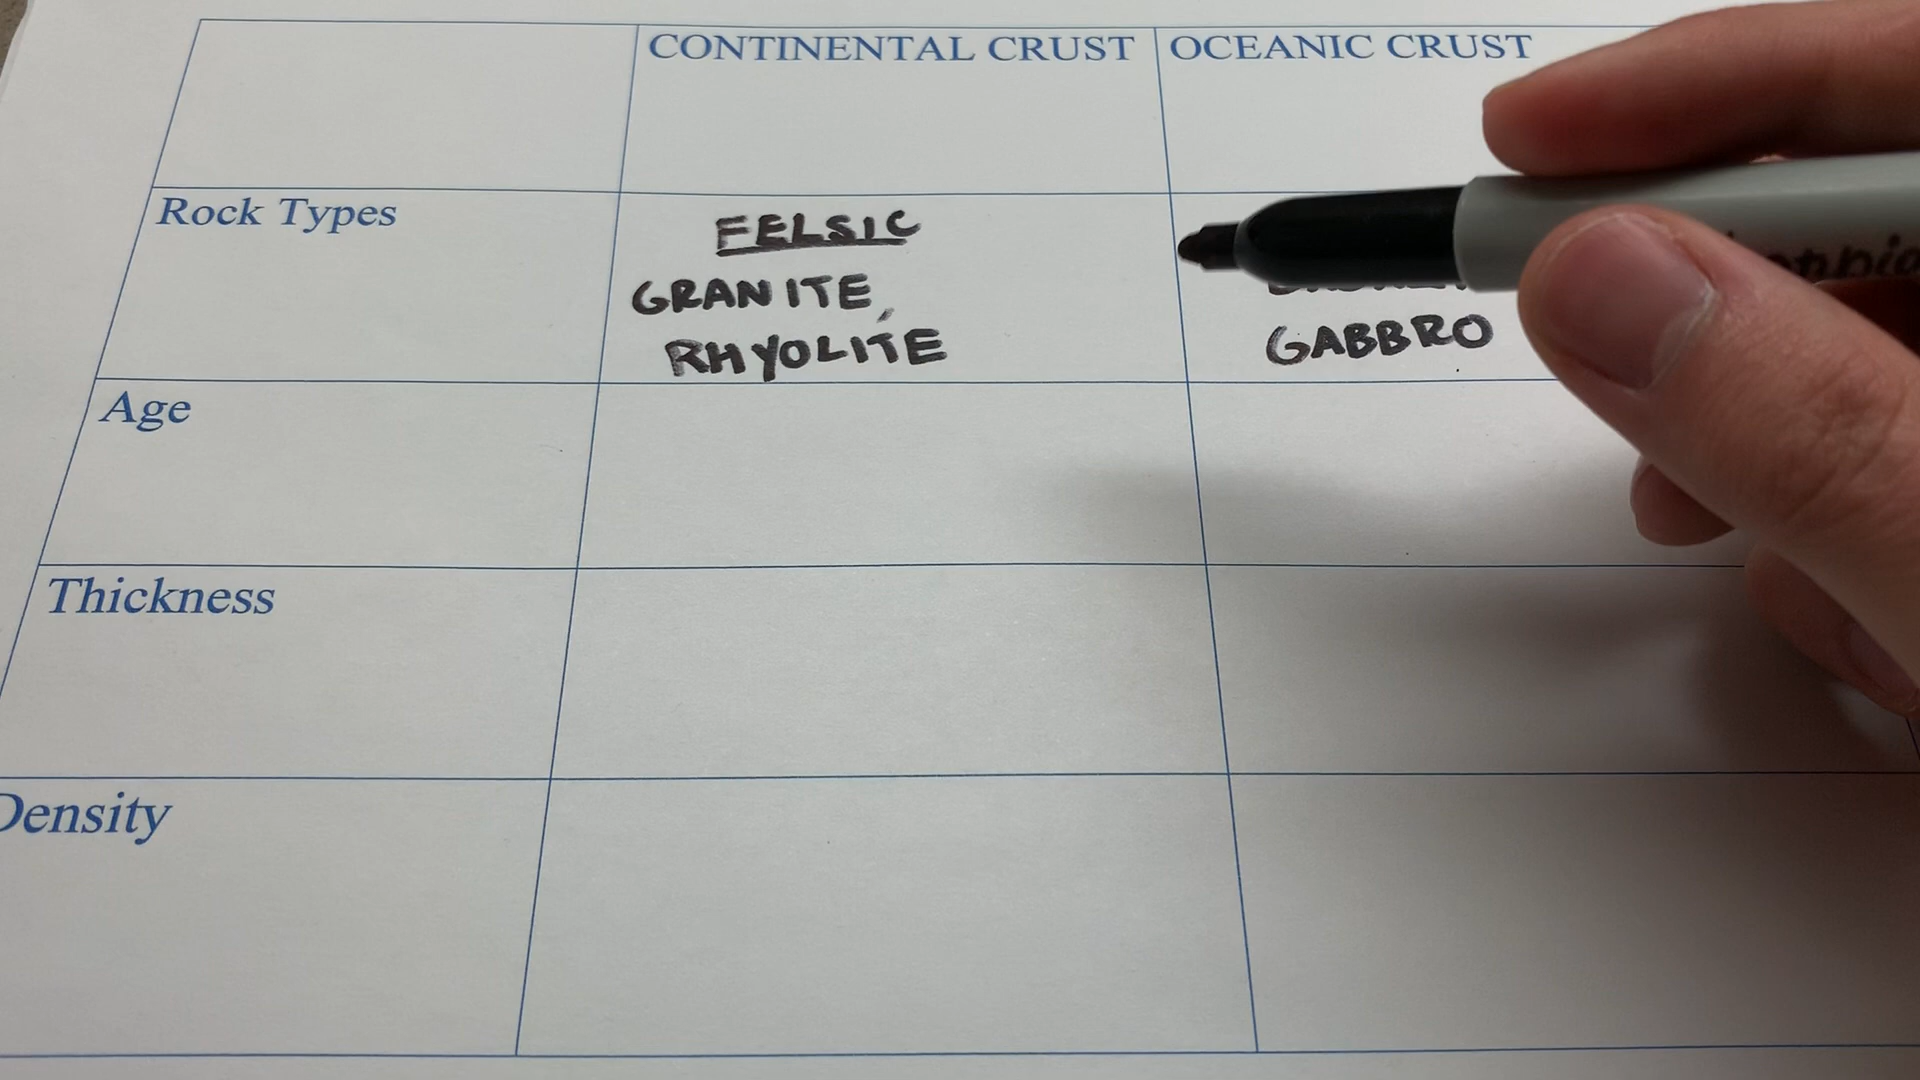 CONTINENTAL CRUST
OCEANIC CRUST
Rock Types
FELSIC
GRANITE,
RHYOLITE
GABBRO
Age
Thickness
Density